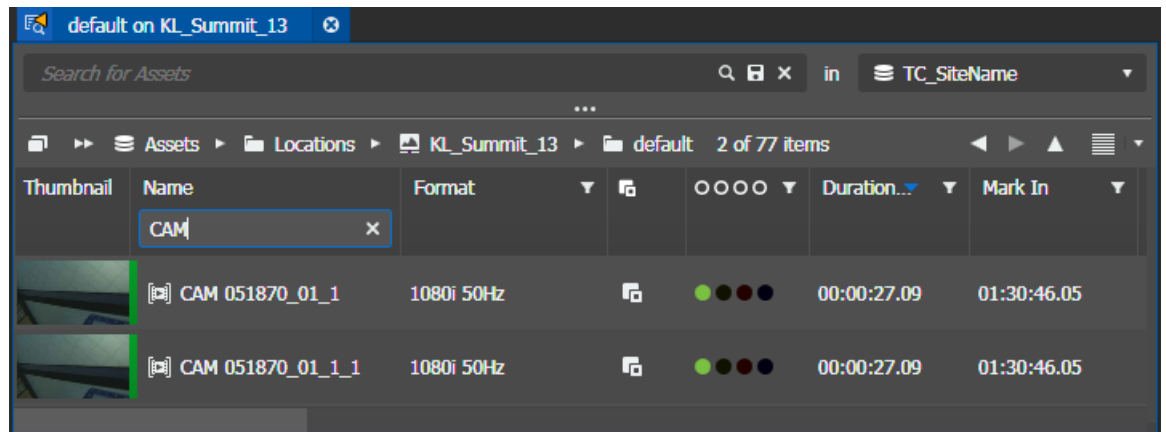 default on KL_Summit_13
Search for Assets in TC_SiteName
Assets Locations KL_Summit_13 default 2 of 77 items
Thumbnail Name Format Duration... Mark In
CAM
CAM 051870_01_1 1080i 50Hz 00:00:27.09 01:30:46.05
CAM 051870_01_1_1 1080i 50Hz 00:00:27.09 01:30:46.05